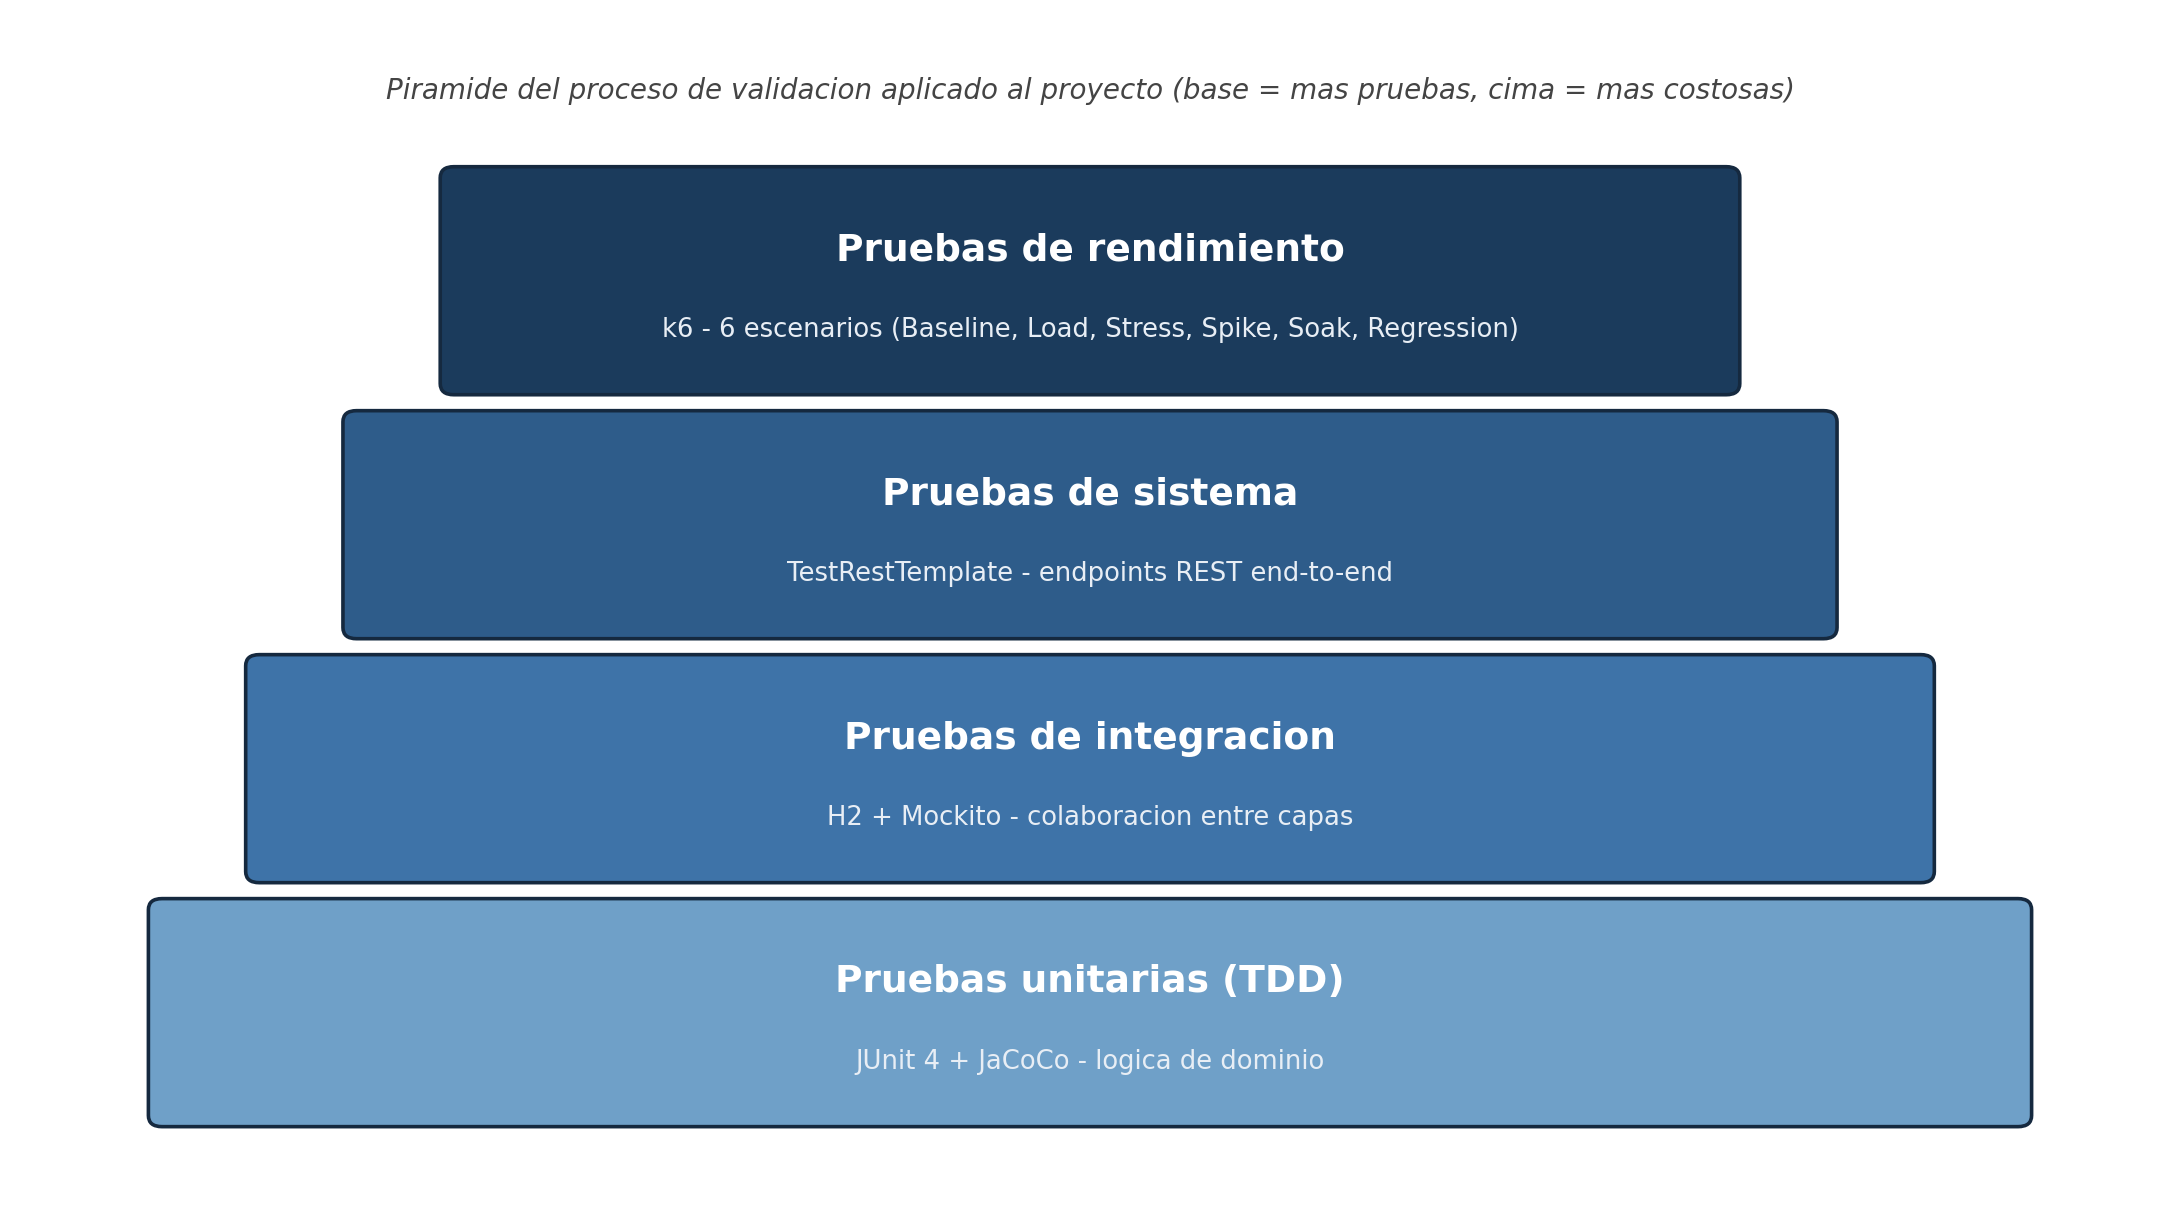 Piramide del proceso de validacion aplicado al proyecto (base = mas pruebas, cima = mas costosas)
Pruebas de rendimiento
k6 - 6 escenarios (Baseline, Load, Stress, Spike, Soak, Regression)
Pruebas de sistema
TestRestTemplate - endpoints REST end-to-end
Pruebas de integracion
H2 + Mockito - colaboracion entre capas
Pruebas unitarias (TDD)
JUnit 4 + JaCoCo - logica de dominio